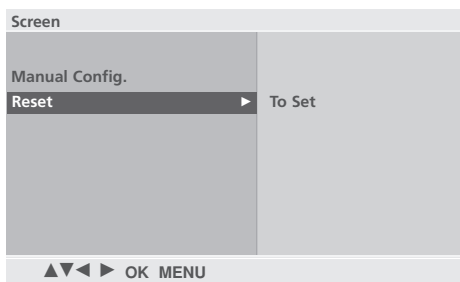 Screen
Manual Config.
Reset ► To Set
▲▼◄ ► OK MENU